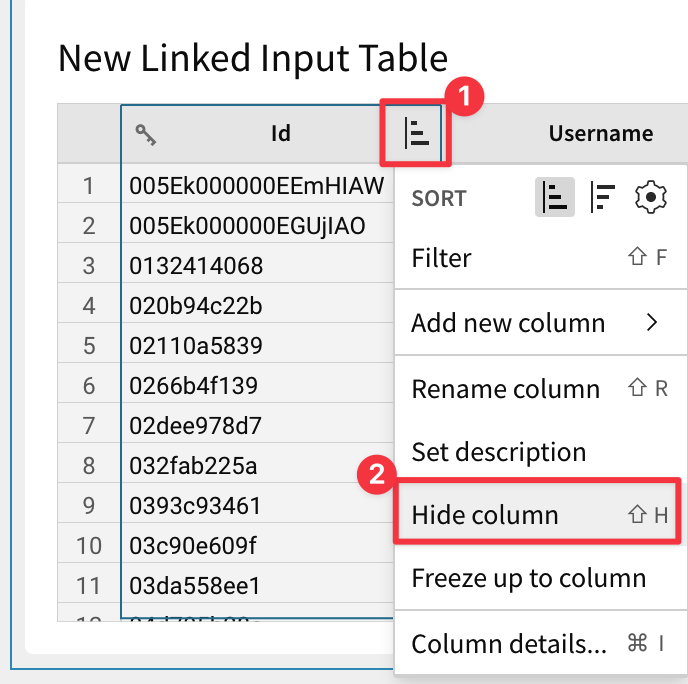 New Linked Input Table
1
Id
Username
1 005Ek000000EEmHIAW
SORT
2 005Ek000000EGUjIAO
3 0132414068
Filter ⇧ F
4 020b94c22b
Add new column
5 02110a5839
6 0266b4f139
Rename column ⇧ R
7 02dee978d7
Set description
8 032fab225a
2
9 0393c93461
Hide column ⇧ H
10 03c90e609f
11 03da558ee1
Freeze up to column
Column details... ⌘ I